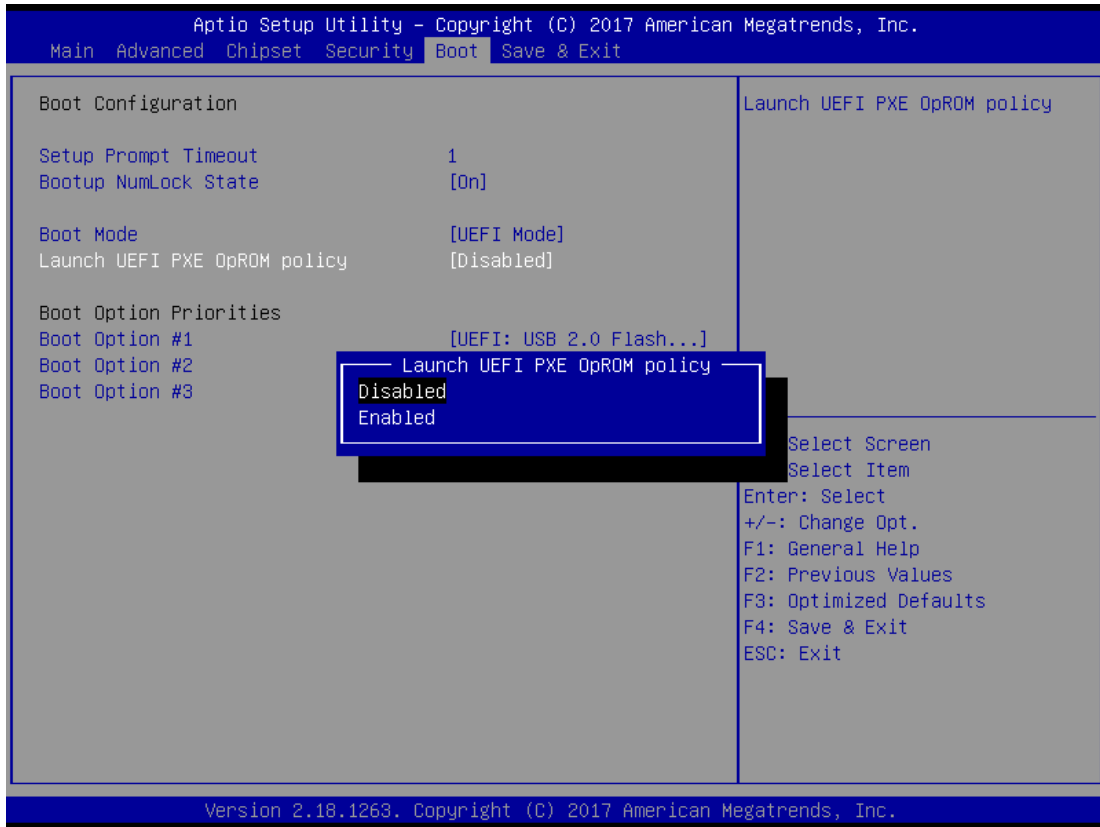 Aptio Setup Utility – Copyright (C) 2017 American Megatrends, Inc.
Main Advanced Chipset Security Boot Save & Exit
Boot Configuration
Setup Prompt Timeout 1
Bootup NumLock State [On]
Boot Mode [UEFI Mode]
Launch UEFI PXE OpROM policy [Disabled]
Boot Option Priorities
Boot Option #1 [UEFI: USB 2.0 Flash...]
Boot Option #2
Boot Option #3
Launch UEFI PXE OpROM policy
Disabled
Enabled
Launch UEFI PXE OpROM policy
Select Screen
Select Item
Enter: Select
+/-: Change Opt.
F1: General Help
F2: Previous Values
F3: Optimized Defaults
F4: Save & Exit
ESC: Exit
Version 2.18.1263. Copyright (C) 2017 American Megatrends, Inc.